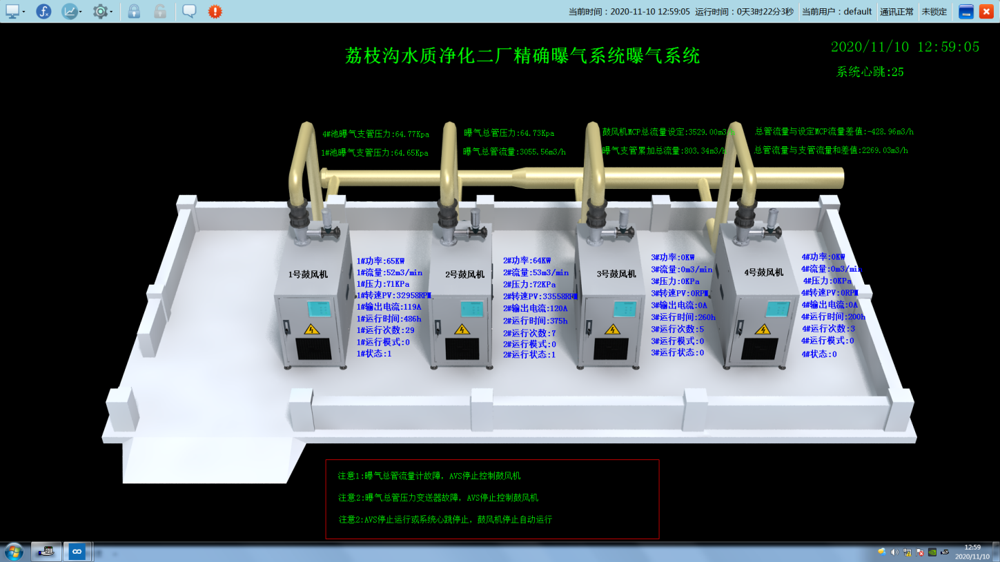 当前时间：2020-11-10 12:59:05 运行时间：0天3时22分3秒 当前用户：default 通讯正常 未锁定
荔枝沟水质净化二厂精确曝气系统曝气系统
2020/11/10 12:59:05
系统心跳:25
4#池曝气支管压力:64.77Kpa
1#池曝气支管压力:64.65Kpa
曝气总管压力:64.73Kpa
曝气总管流量:3055.56m3/h
鼓风机MCP总流量设定:3529.00m3/
曝气支管累加总流量:803.34m3/h
总管流量与设定MCP流量差值:-428.96m3/h
总管流量与支管流量和差值:2269.03m3/h
1号鼓风机
1#功率:65KW
1#流量:52m3/min
1#压力:71KPa
1#转速PV:32958RPM
1#输出电流:119A
1#运行时间:486h
1#运行次数:29
1#运行模式:0
1#状态:1
2号鼓风机
2#功率:64KW
2#流量:53m3/min
2#压力:72KPa
2#转速PV:33558RPM
2#输出电流:120A
2#运行时间:375h
2#运行次数:7
2#运行模式:0
2#运行状态:1
3号鼓风机
3#功率:0KW
3#流量:0m3/min
3#压力:0KPa
3#转速PV:0RPM
3#输出电流:0A
3#运行时间:260h
3#运行次数:5
3#运行模式:0
3#运行状态:0
4号鼓风机
4#功率:0KW
4#流量:0m3/min
4#压力:0KPa
4#转速PV:0RPM
4#输出电流:0A
4#运行时间:200h
4#运行次数:3
4#运行模式:0
4#状态:0
注意1:曝气总管流量计故障，AVS停止控制鼓风机
注意2:曝气总管压力变送器故障，AVS停止控制鼓风机
注意2:AVS停止运行或系统心跳停止，鼓风机停止自动运行
12:59
2020/11/10